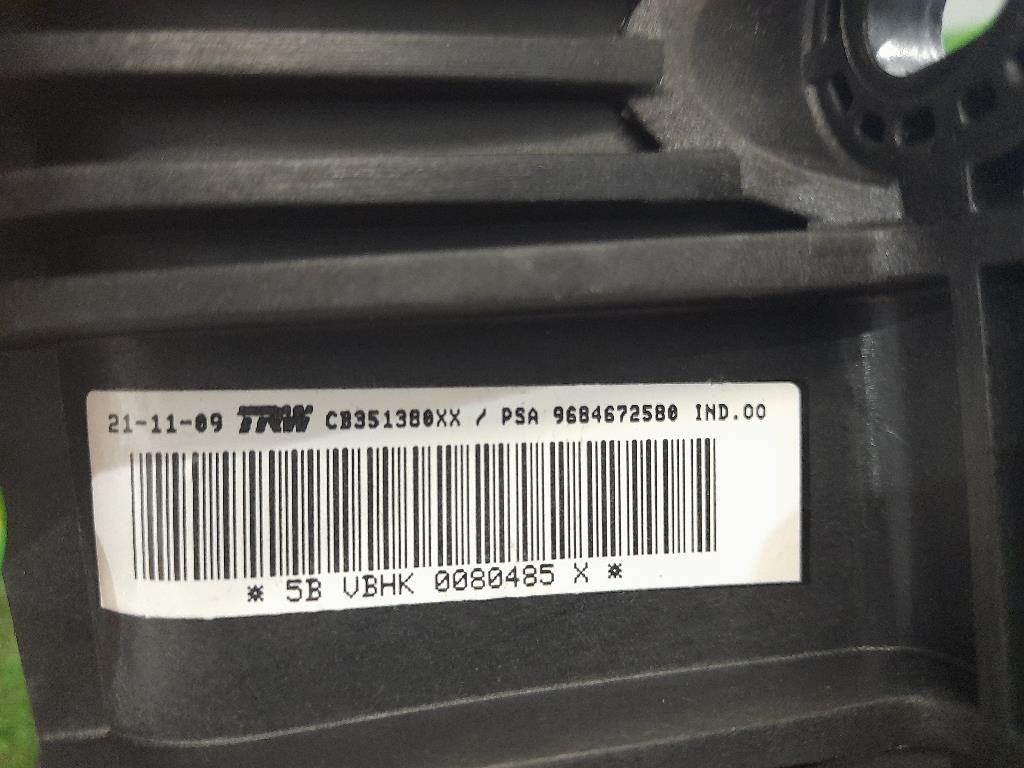 21-11-09 TRW CB351380XX / PSA 9684672580 IND.00
* 5B VBHK 0080485 X *